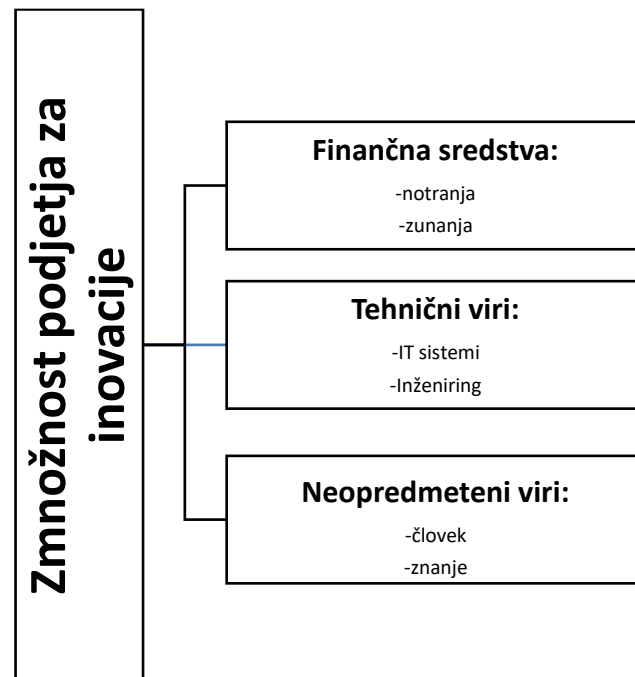 Zmnožnost podjetja za
inovacije
Finančna sredstva:
-notranja
-zunanja
Tehnični viri:
-IT sistemi
-Inženiring
Neopredmeteni viri:
-človek
-znanje